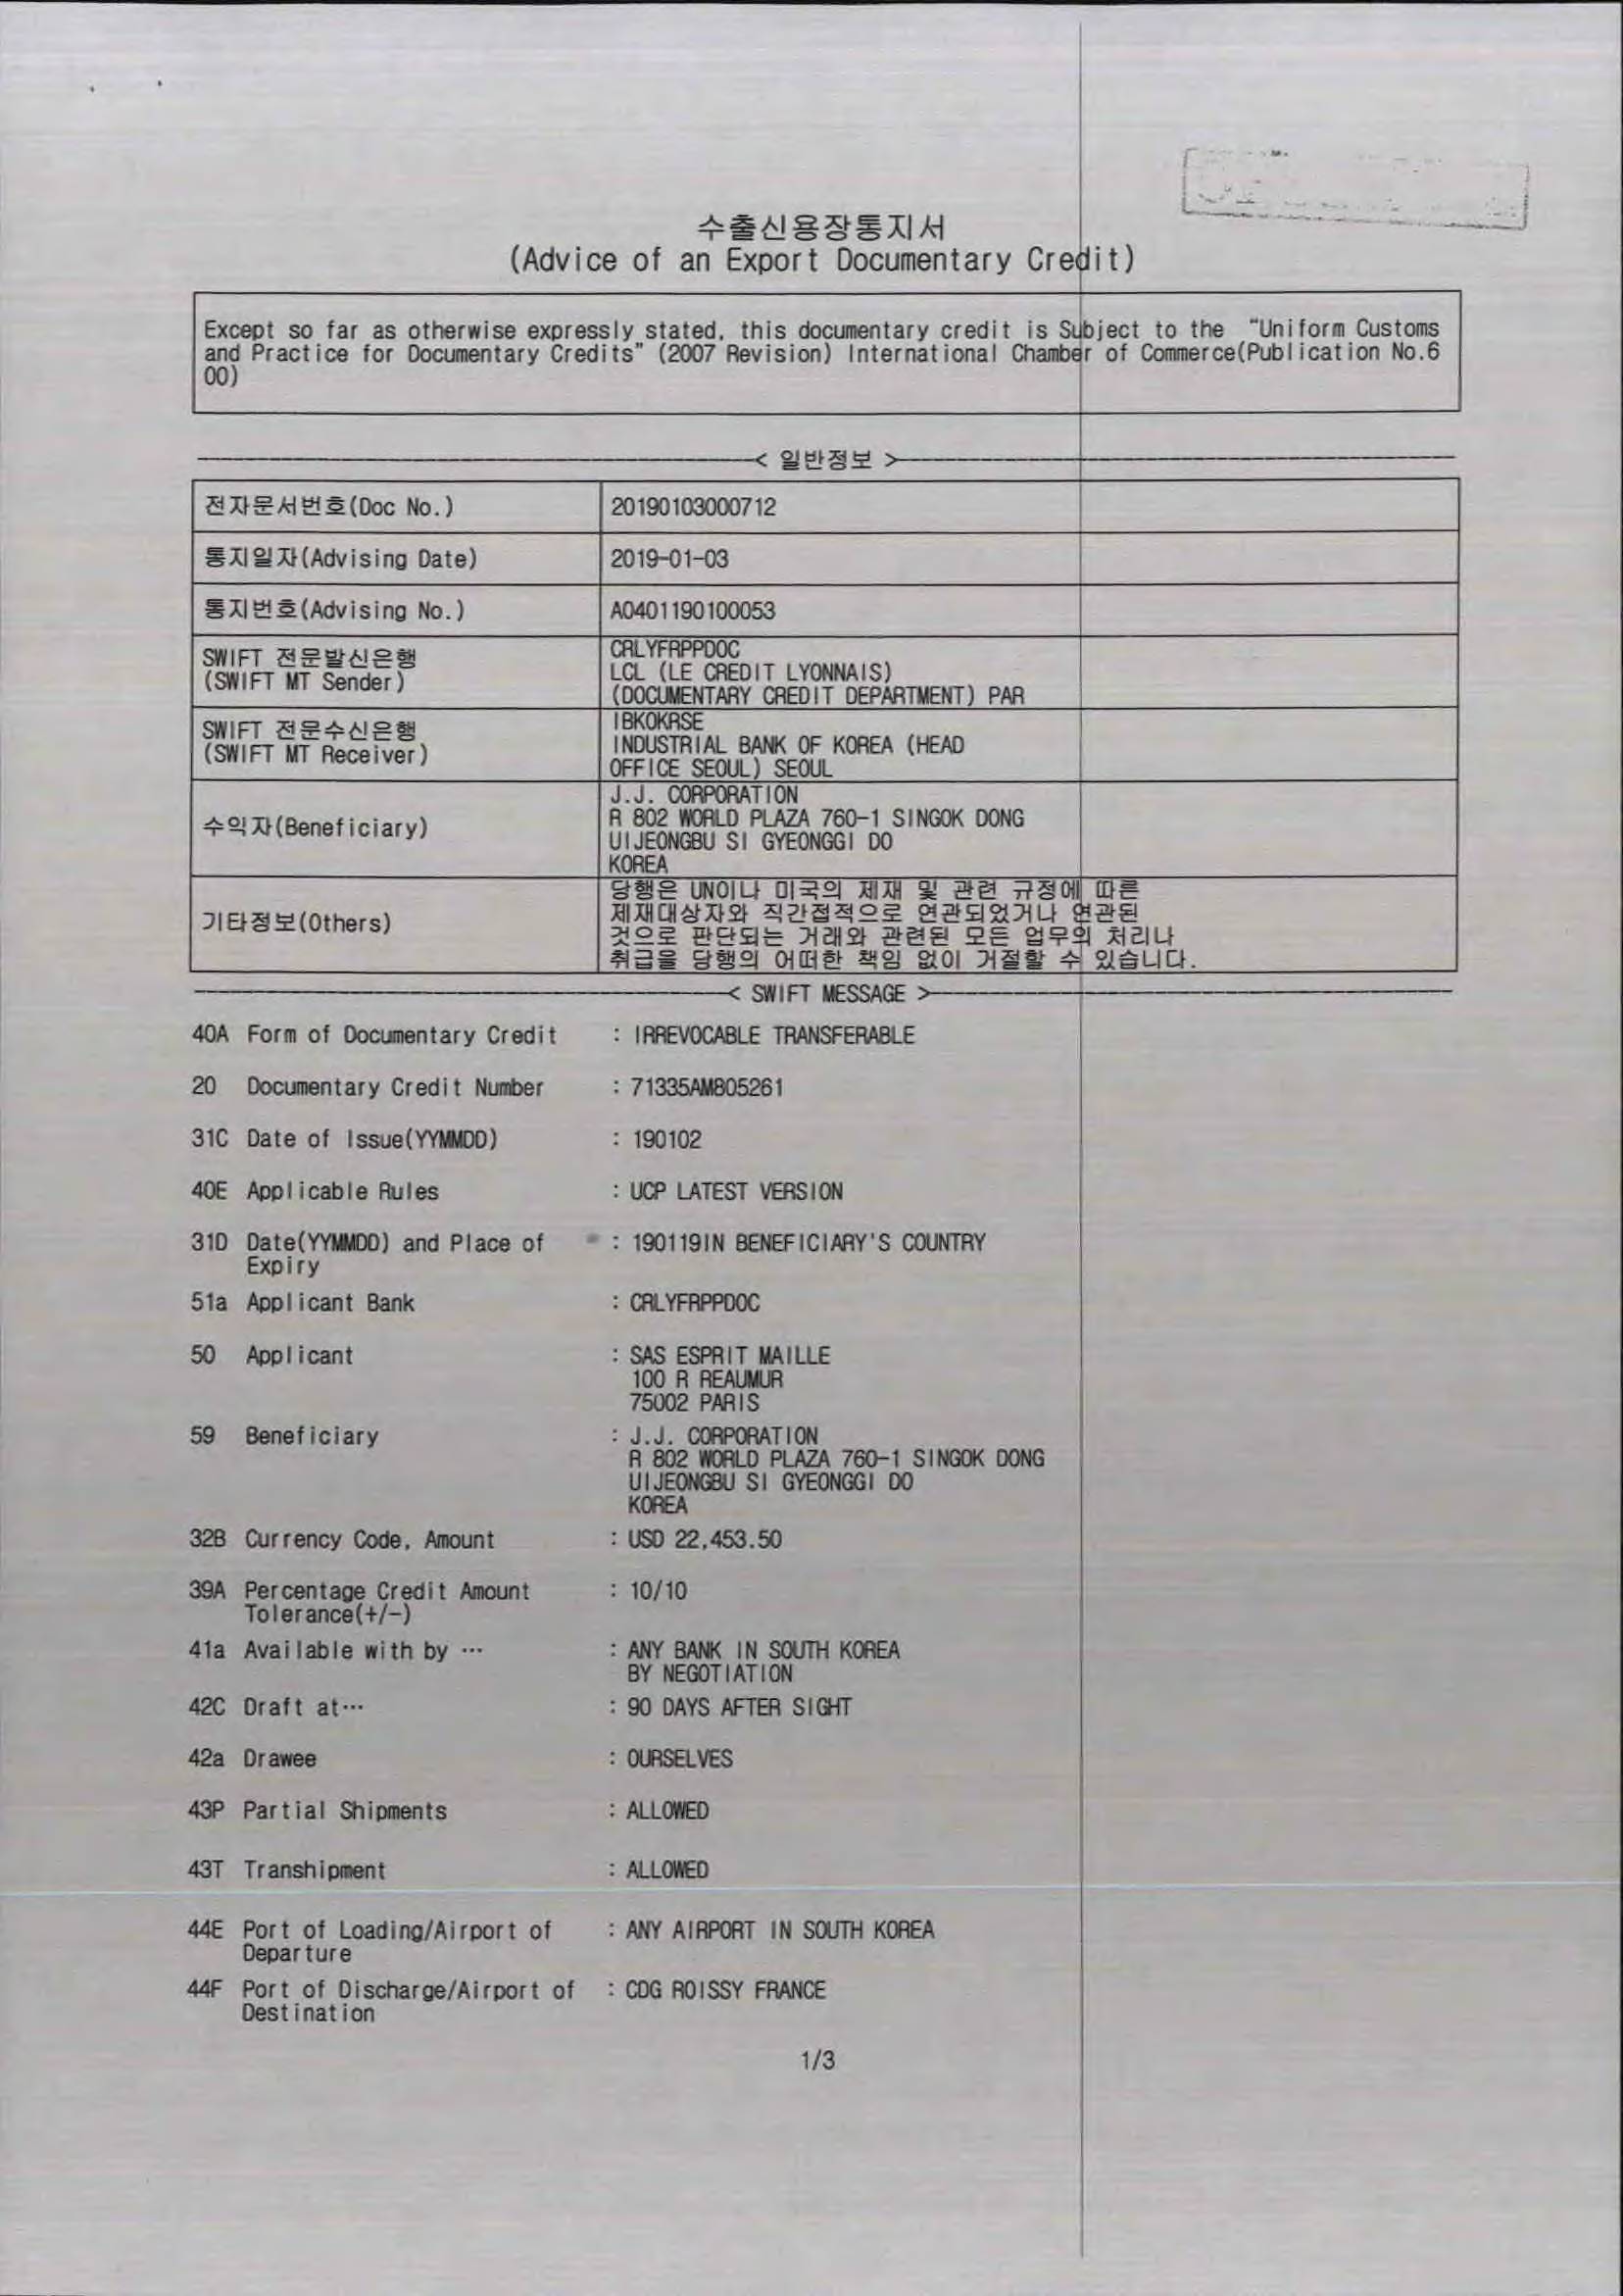 수출신용장통지서
(Advice of an Export Documentary Credit)
Except so far as otherwise expressly stated, this documentary credit is Subject to the "Uniform Customs
and Practice for Documentary Credits" (2007 Revision) International Chamber of Commerce(Publication No.6
00)
< 일반정보 >
전자문서번호(Doc No.) 20190103000712
통지일자(Advising Date) 2019-01-03
통지번호(Advising No.) A0401190100053
SWIFT 전문발신은행
(SWIFT MT Sender)
CRLYFRPPDOC
LCL (LE CREDIT LYONNAIS)
(DOCUMENTARY CREDIT DEPARTMENT) PAR
SWIFT 전문수신은행
(SWIFT MT Receiver)
IBKOKRSE
INDUSTRIAL BANK OF KOREA (HEAD
OFFICE SEOUL) SEOUL
수익자(Beneficiary)
J.J. CORPORATION
R 802 WORLD PLAZA 760-1 SINGOK DONG
UIJEONGBU SI GYEONGGI DO
KOREA
기타정보(Others)
당행은 UN이나 미국의 제재 및 관련 규정에 따른
제재대상자와 직간접적으로 연관되었거나 연관된
것으로 판단되는 거래와 관련된 모든 업무의 처리나
취급을 당행의 어떠한 책임 없이 거절할 수 있습니다.
< SWIFT MESSAGE >
40A Form of Documentary Credit : IRREVOCABLE TRANSFERABLE
20 Documentary Credit Number : 71335AM805261
31C Date of Issue(YYMMDD) : 190102
40E Applicable Rules : UCP LATEST VERSION
31D Date(YYMMDD) and Place of : 190119IN BENEFICIARY'S COUNTRY
Expiry
51a Applicant Bank : CRLYFRPPDOC
50 Applicant : SAS ESPRIT MAILLE
100 R REAUMUR
75002 PARIS
59 Beneficiary : J.J. CORPORATION
R 802 WORLD PLAZA 760-1 SINGOK DONG
UIJEONGBU SI GYEONGGI DO
KOREA
32B Currency Code, Amount : USD 22,453.50
39A Percentage Credit Amount : 10/10
Tolerance(+/-)
41a Available with by … : ANY BANK IN SOUTH KOREA
BY NEGOTIATION
42C Draft at… : 90 DAYS AFTER SIGHT
42a Drawee : OURSELVES
43P Partial Shipments : ALLOWED
43T Transhipment : ALLOWED
44E Port of Loading/Airport of : ANY AIRPORT IN SOUTH KOREA
Departure
44F Port of Discharge/Airport of : CDG ROISSY FRANCE
Destination
1/3